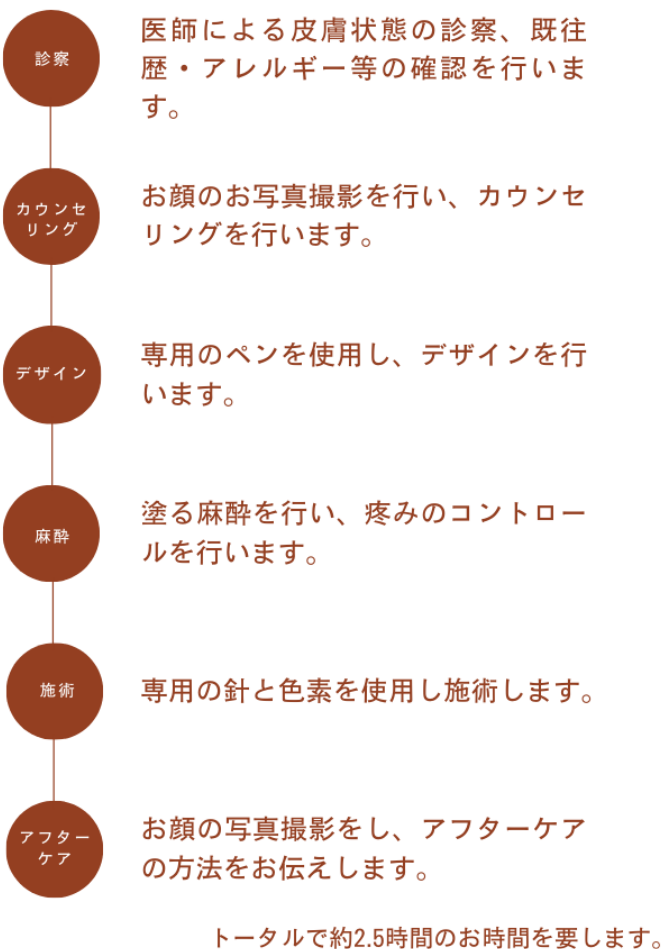 診察
医師による皮膚状態の診察、既往
歴・アレルギー等の確認を行いま
す。
カウンセ
リング
お顔のお写真撮影を行い、カウンセ
リングを行います。
デザイン
専用のペンを使用し、デザインを行
います。
麻酔
塗る麻酔を行い、疼みのコントロー
ルを行います。
施術
専用の針と色素を使用し施術します。
アフター
ケア
お顔の写真撮影をし、アフターケア
の方法をお伝えします。
トータルで約2.5時間のお時間を要します。